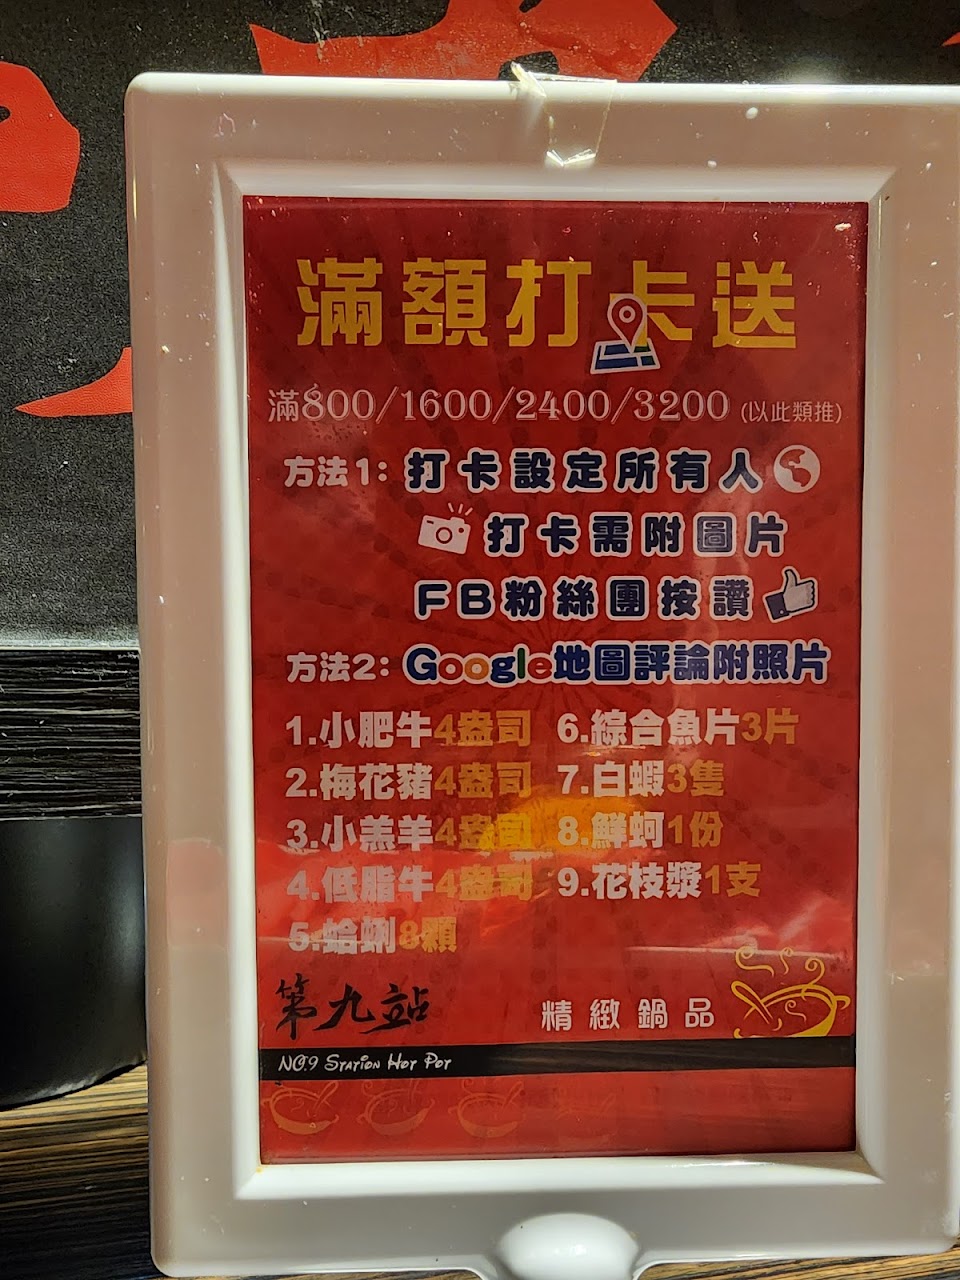 滿額打卡送
滿800/1600/2400/3200 (以此類推)
方法1: 打卡設定所有人
打卡需附圖片
FB粉絲團按讚
方法2: Google地圖評論附照片
1.小肥牛4盎司
2.梅花豬4盎司
3.小羔羊4盎司
4.低脂牛4盎司
5.蛤蜊8顆
6.綜合魚片3片
7.白蝦3隻
8.鮮蚵1份
9.花枝漿1支
第九站
精緻鍋品
NO.9 Station Hot Pot